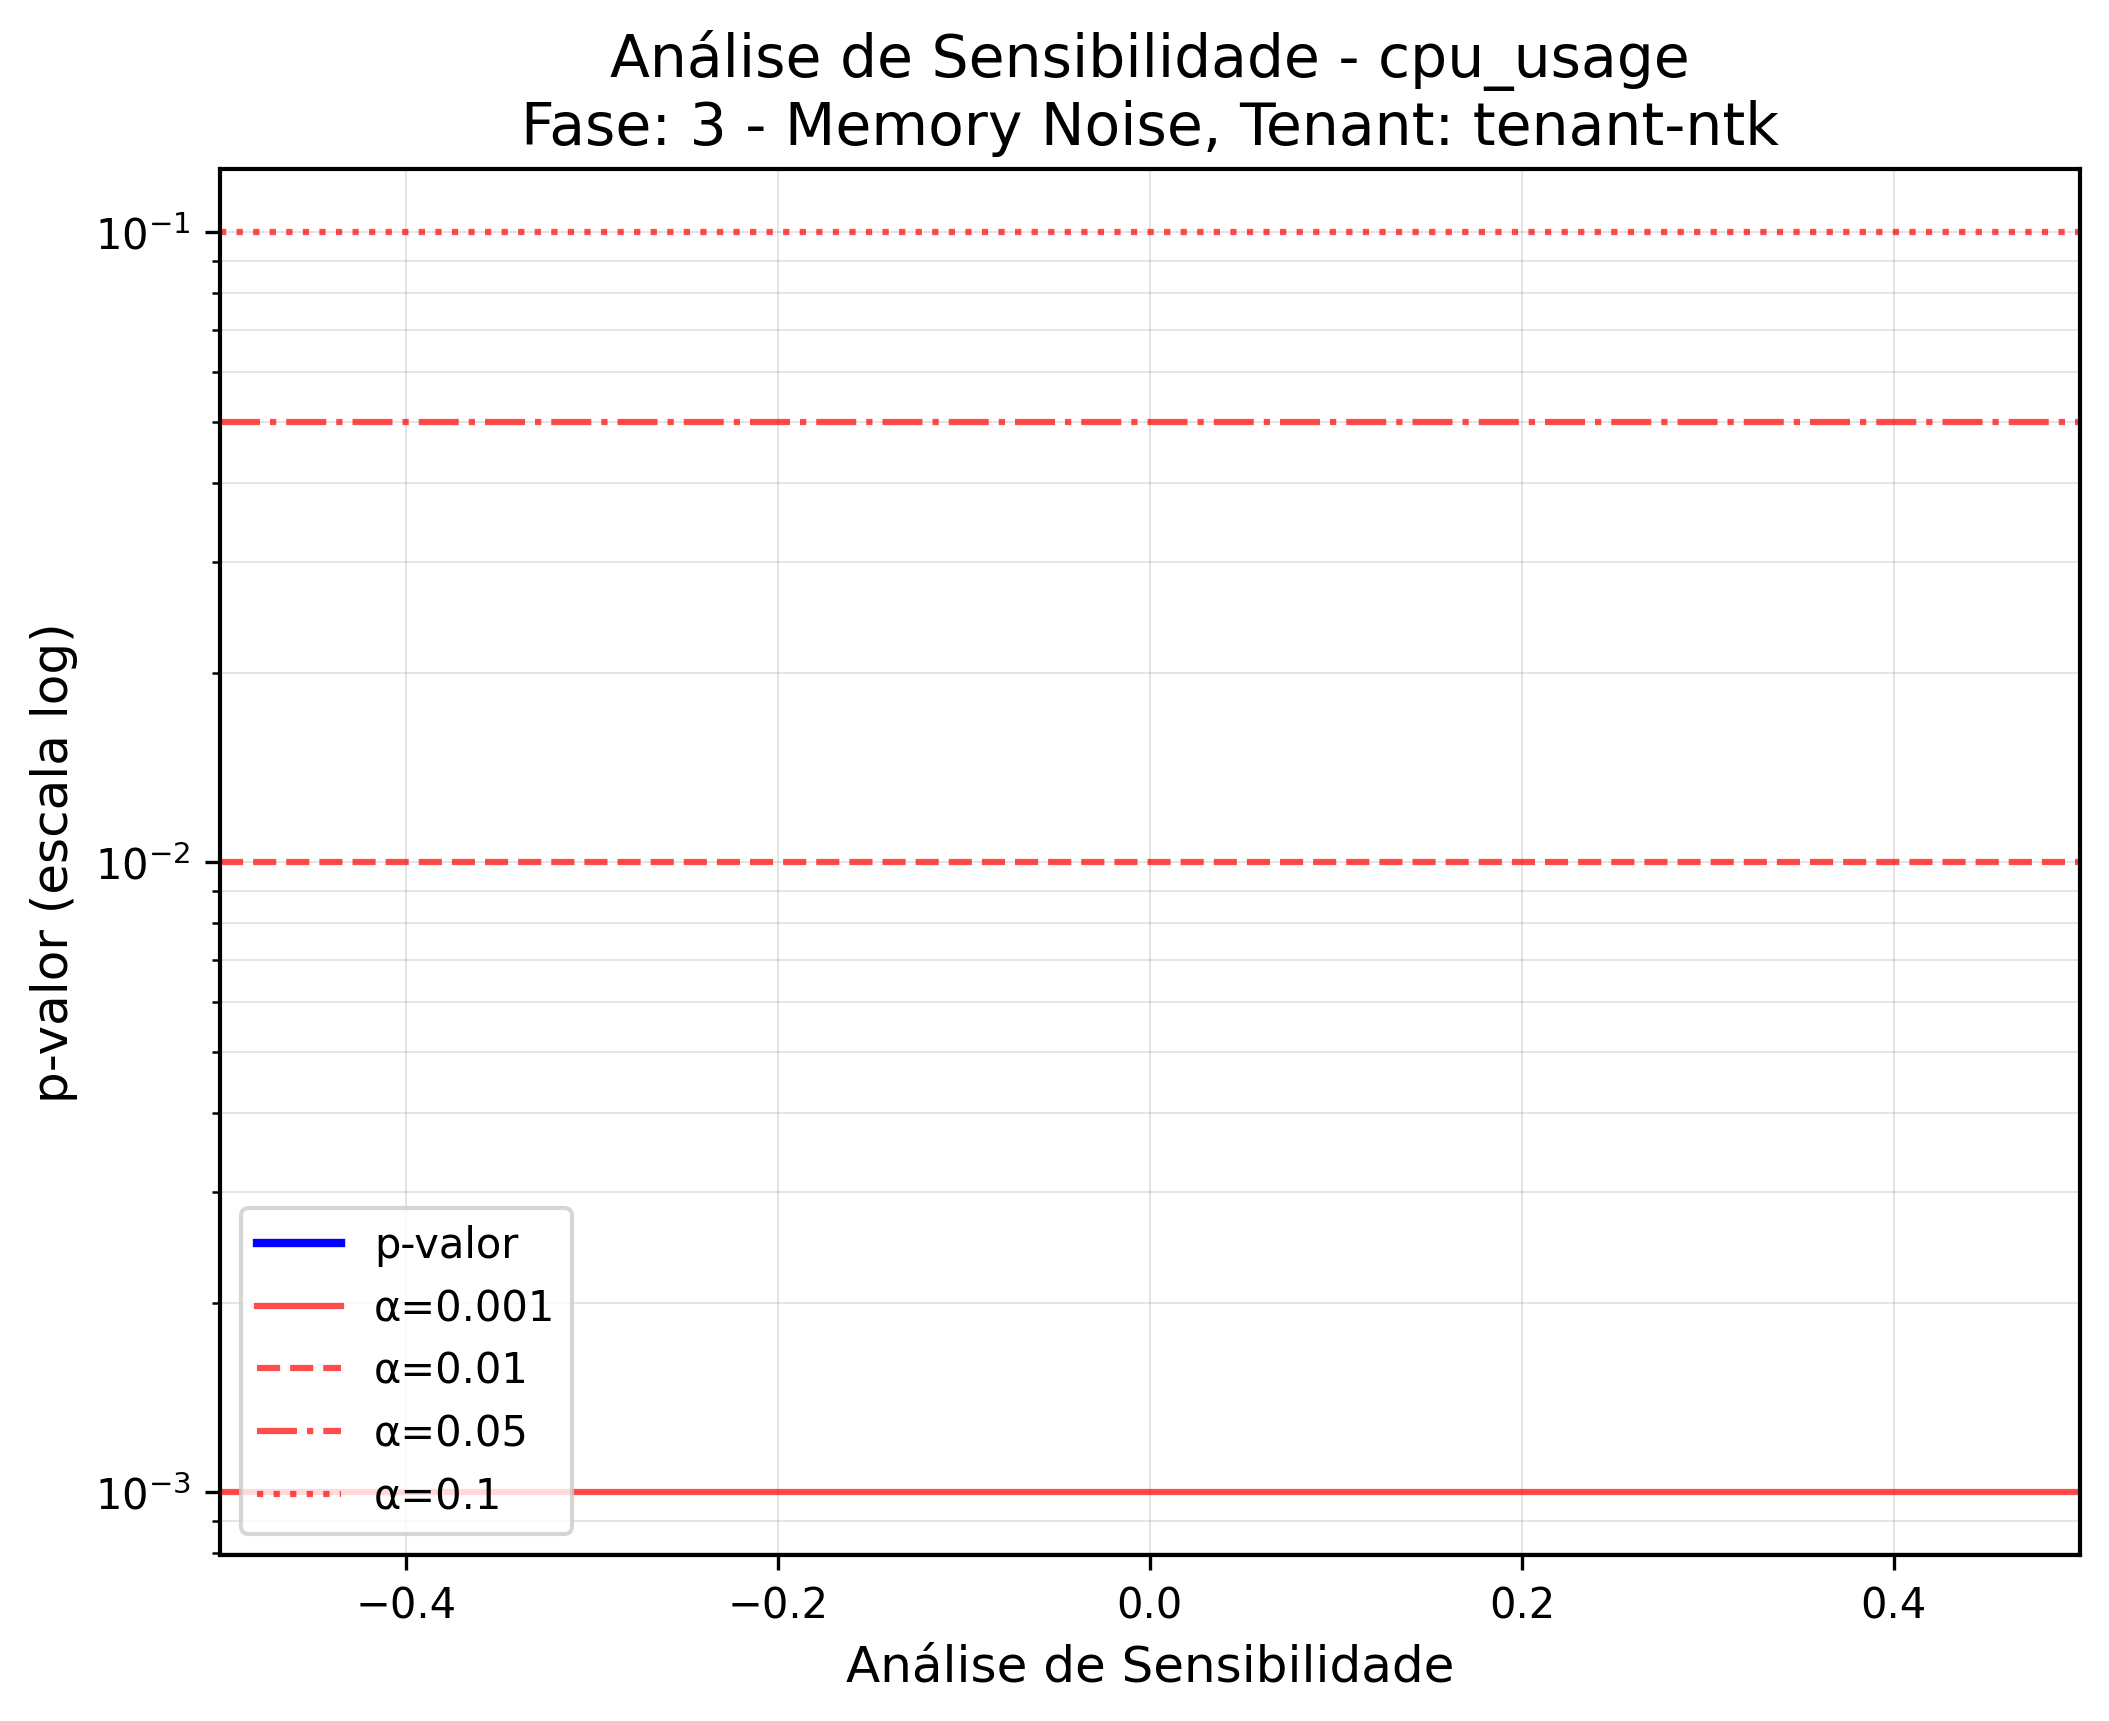 Análise de Sensibilidade - cpu_usage
Fase: 3 - Memory Noise, Tenant: tenant-ntk
p-valor (escala log)
10⁻¹
10⁻²
10⁻³
p-valor
α=0.001
α=0.01
α=0.05
α=0.1
−0.4
−0.2
0.0
0.2
0.4
Análise de Sensibilidade